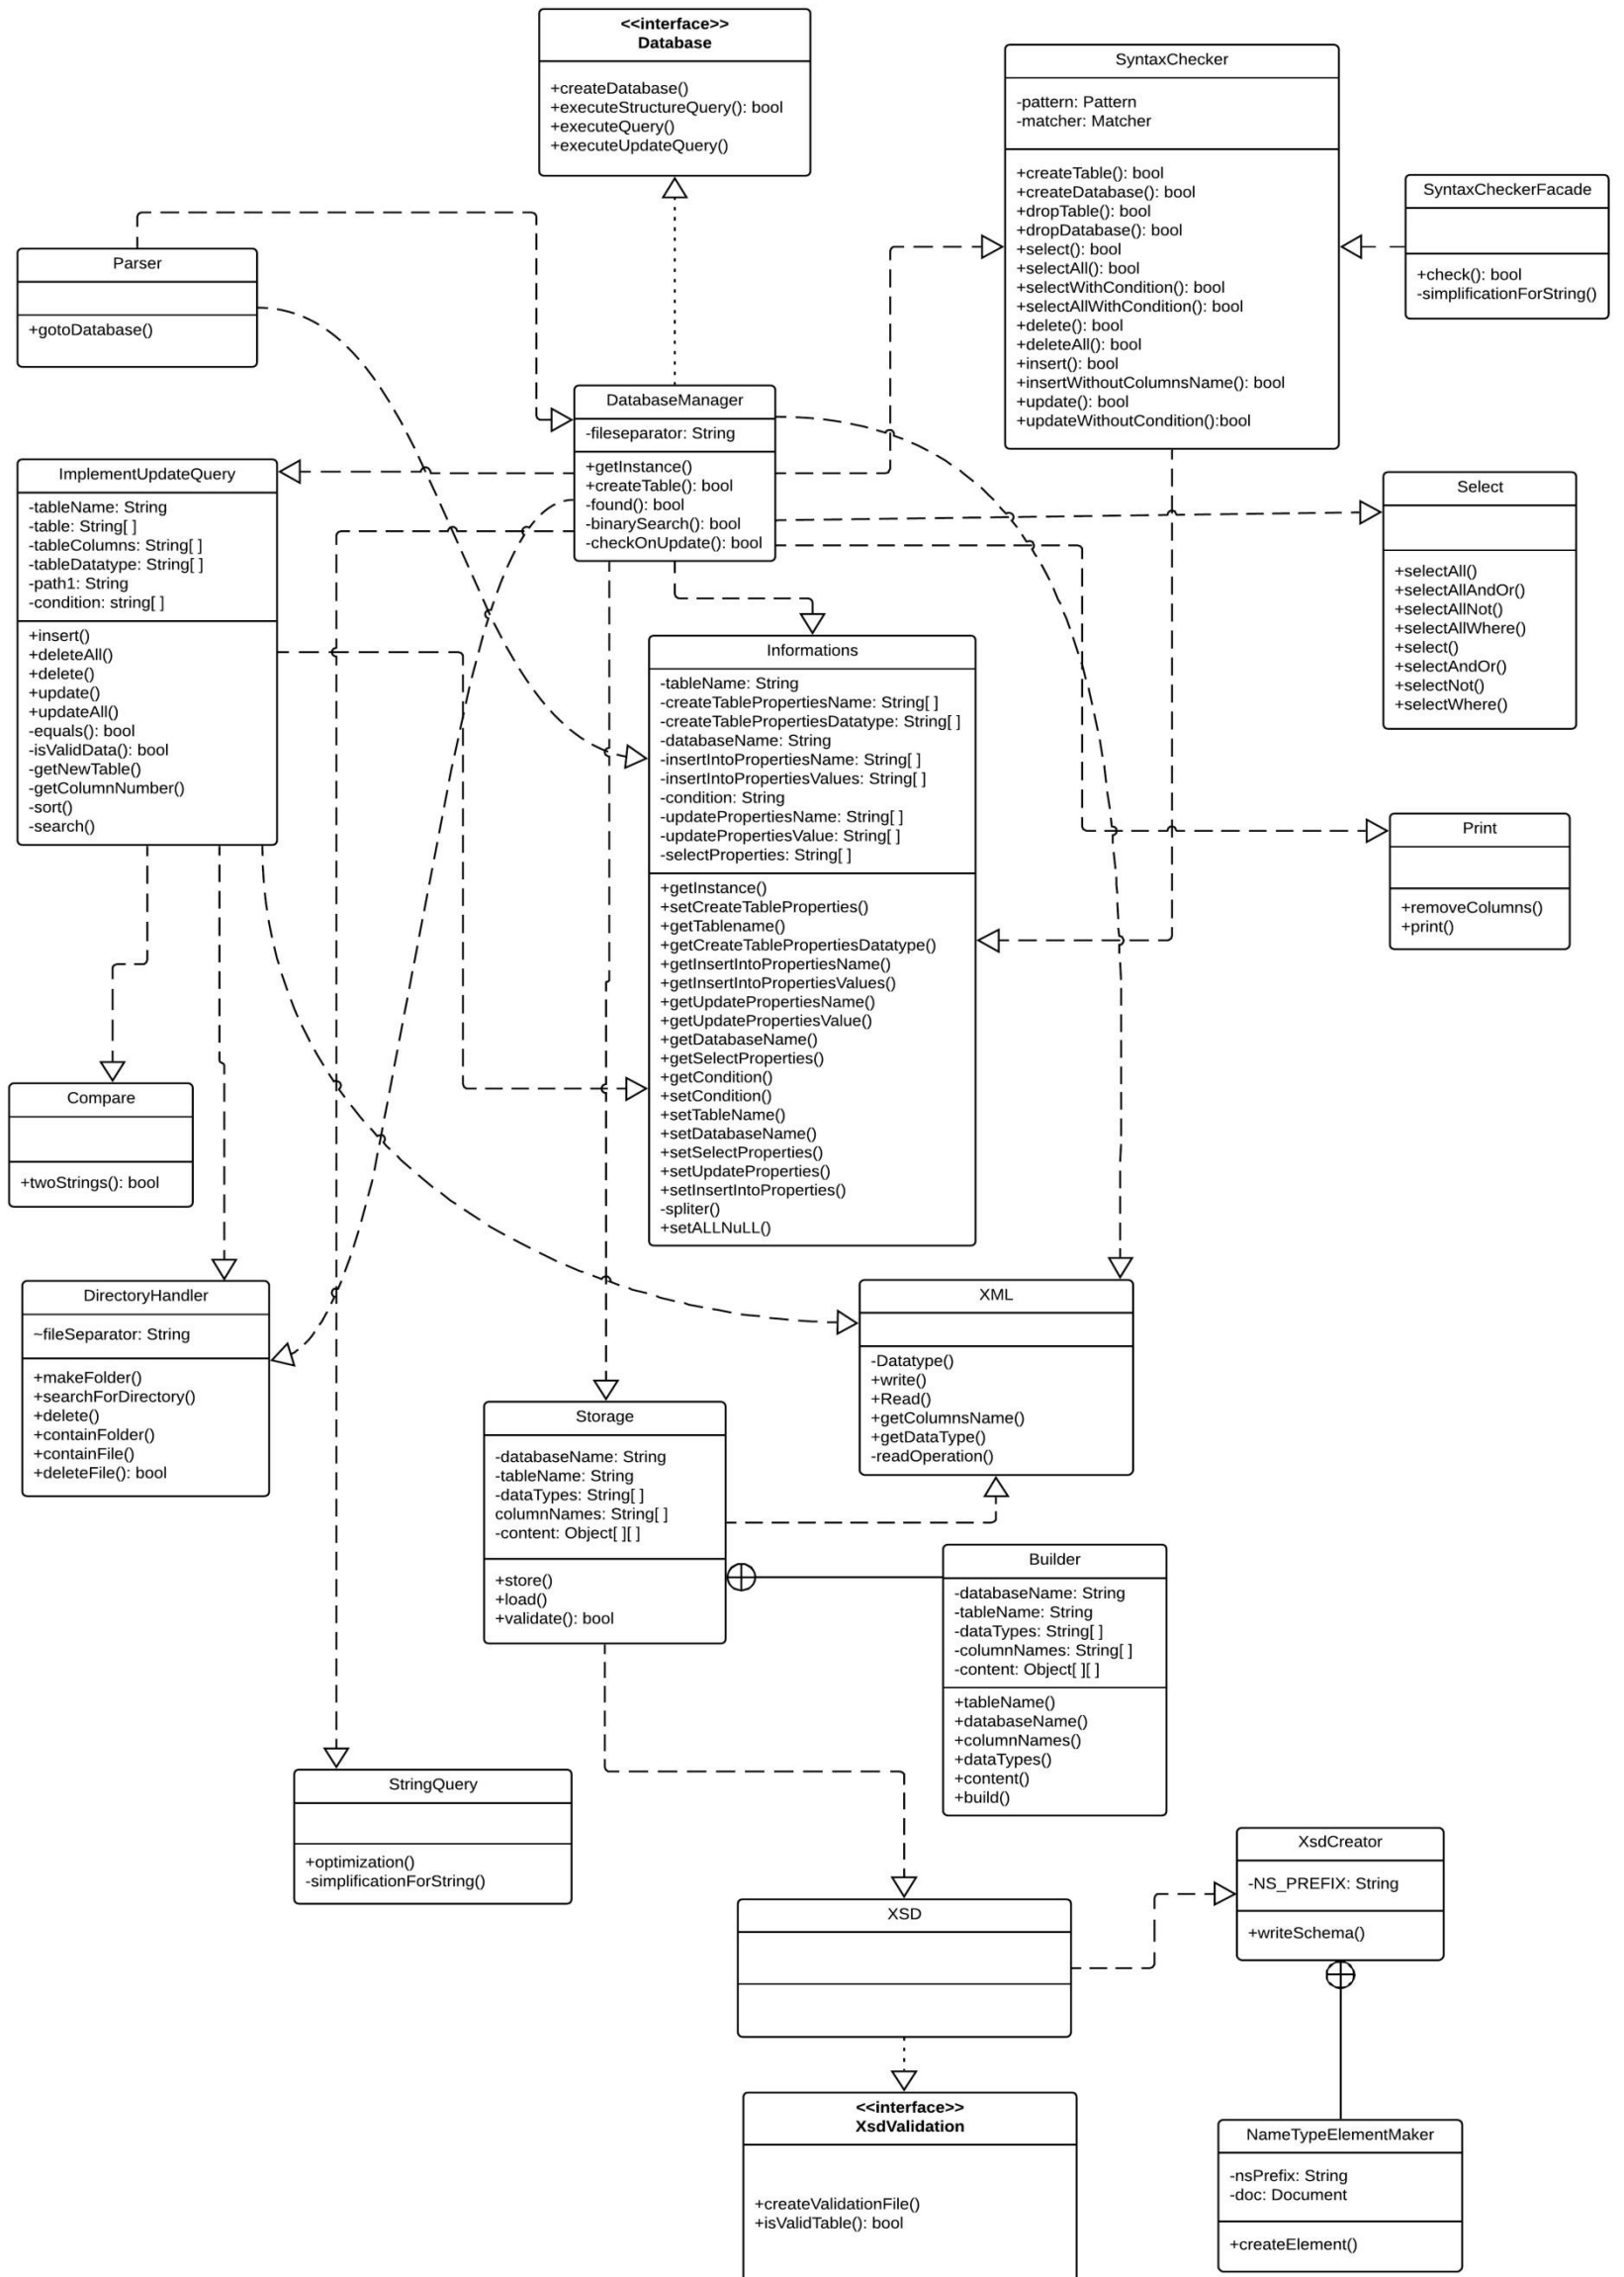 <<interface>>
Database
+createDatabase()
+executeStructureQuery(): bool
+executeQuery()
+executeUpdateQuery()
SyntaxChecker
-pattern: Pattern
-matcher: Matcher
+createTable(): bool
+createDatabase(): bool
+dropTable(): bool
+dropDatabase(): bool
+select(): bool
+selectAll(): bool
+selectWithCondition(): bool
+selectAllWithCondition(): bool
+delete(): bool
+deleteAll(): bool
+insert(): bool
+insertWithoutColumnsName(): bool
+update(): bool
+updateWithoutCondition():bool
SyntaxCheckerFacade
+check(): bool
-simplificationForString()
Parser
+gotoDatabase()
DatabaseManager
-fileseparator: String
+getInstance()
+createTable(): bool
-found(): bool
-binarySearch(): bool
-checkOnUpdate(): bool
ImplementUpdateQuery
-tableName: String
-table: String[ ]
-tableColumns: String[ ]
-tableDatatype: String[ ]
-path1: String
-condition: string[ ]
+insert()
+deleteAll()
+delete()
+update()
+updateAll()
-equals(): bool
-isValidData(): bool
-getNewTable()
-getColumnNumber()
-sort()
-search()
Select
+selectAll()
+selectAllAndOr()
+selectAllNot()
+selectAllWhere()
+select()
+selectAndOr()
+selectNot()
+selectWhere()
Informations
-tableName: String
-createTablePropertiesName: String[ ]
-createTablePropertiesDatatype: String[ ]
-databaseName: String
-insertIntoPropertiesName: String[ ]
-insertIntoPropertiesValues: String[ ]
-condition: String
-updatePropertiesName: String[ ]
-updatePropertiesValue: String[ ]
-selectProperties: String[ ]
+getInstance()
+setCreateTableProperties()
+getTablename()
+getCreateTablePropertiesDatatype()
+getInsertIntoPropertiesName()
+getInsertIntoPropertiesValues()
+getUpdatePropertiesName()
+getUpdatePropertiesValue()
+getDatabaseName()
+getSelectProperties()
+getCondition()
+setCondition()
+setTableName()
+setDatabaseName()
+setSelectProperties()
+setUpdateProperties()
+setInsertIntoProperties()
-spliter()
+setALLNuLL()
Print
+removeColumns()
+print()
Compare
+twoStrings(): bool
DirectoryHandler
~fileSeparator: String
+makeFolder()
+searchForDirectory()
+delete()
+containFolder()
+containFile()
+deleteFile(): bool
XML
-Datatype()
+write()
+Read()
+getColumnsName()
+getDataType()
-readOperation()
Storage
-databaseName: String
-tableName: String
-dataTypes: String[ ]
columnNames: String[ ]
-content: Object[ ][ ]
+store()
+load()
+validate(): bool
Builder
-databaseName: String
-tableName: String
-dataTypes: String[ ]
-columnNames: String[ ]
-content: Object[ ][ ]
+tableName()
+databaseName()
+columnNames()
+dataTypes()
+content()
+build()
StringQuery
+optimization()
-simplificationForString()
XsdCreator
-NS_PREFIX: String
+writeSchema()
XSD
<<interface>>
XsdValidation
+createValidationFile()
+isValidTable(): bool
NameTypeElementMaker
-nsPrefix: String
-doc: Document
+createElement()